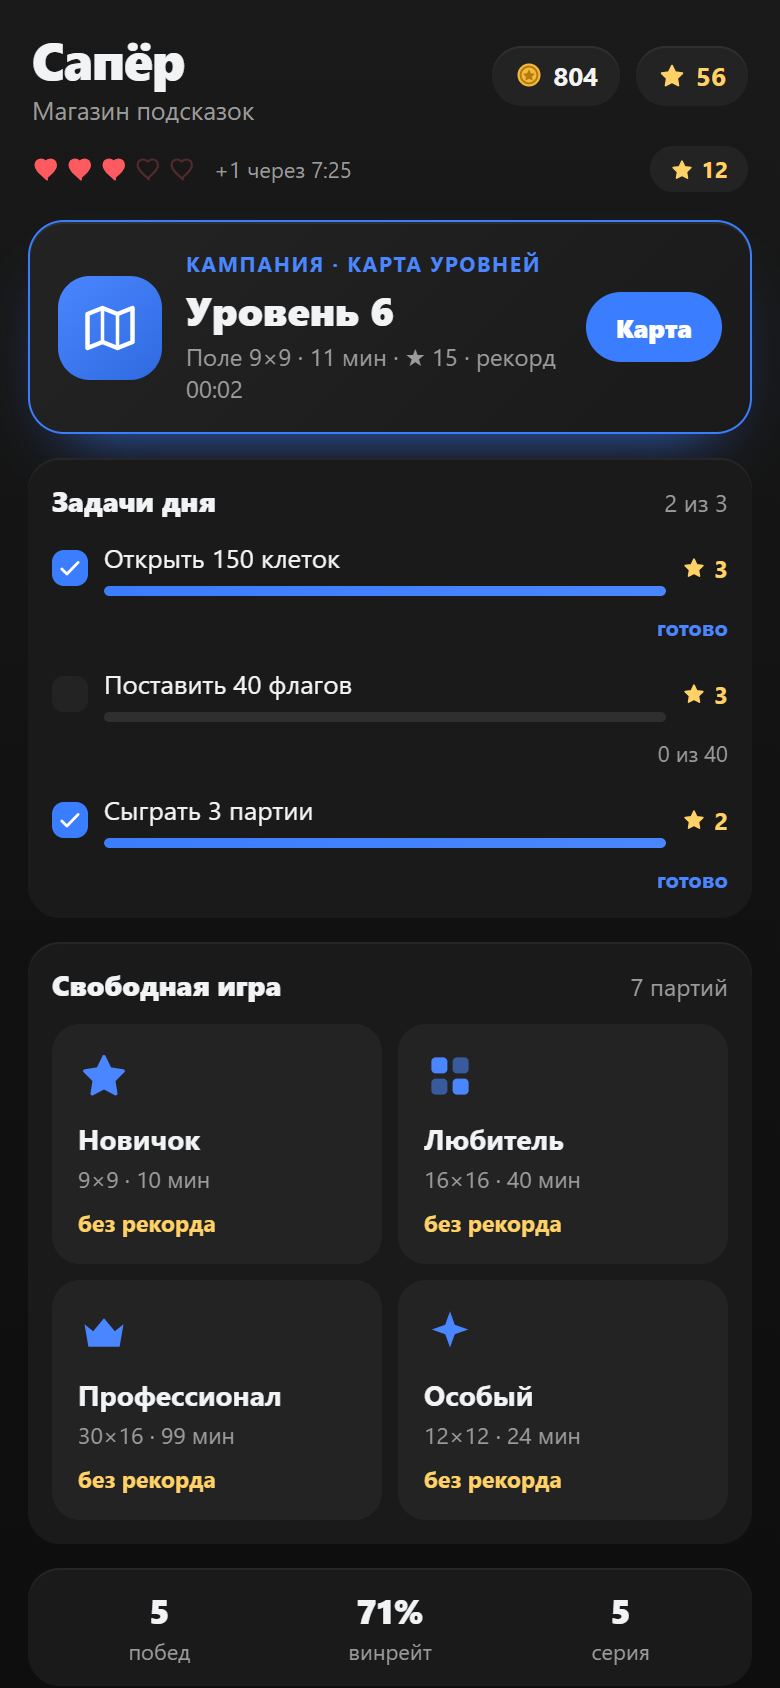 Сапёр
804
56
Магазин подсказок
+1 через 7:25
12
КАМПАНИЯ · КАРТА УРОВНЕЙ
Уровень 6
Поле 9×9 · 11 мин · ★ 15 · рекорд
00:02
Карта
Задачи дня
2 из 3
Открыть 150 клеток
3
готово
Поставить 40 флагов
3
0 из 40
Сыграть 3 партии
2
готово
Свободная игра
7 партий
Новичок
9×9 · 10 мин
без рекорда
Любитель
16×16 · 40 мин
без рекорда
Профессионал
30×16 · 99 мин
без рекорда
Особый
12×12 · 24 мин
без рекорда
5
побед
71%
винрейт
5
серия